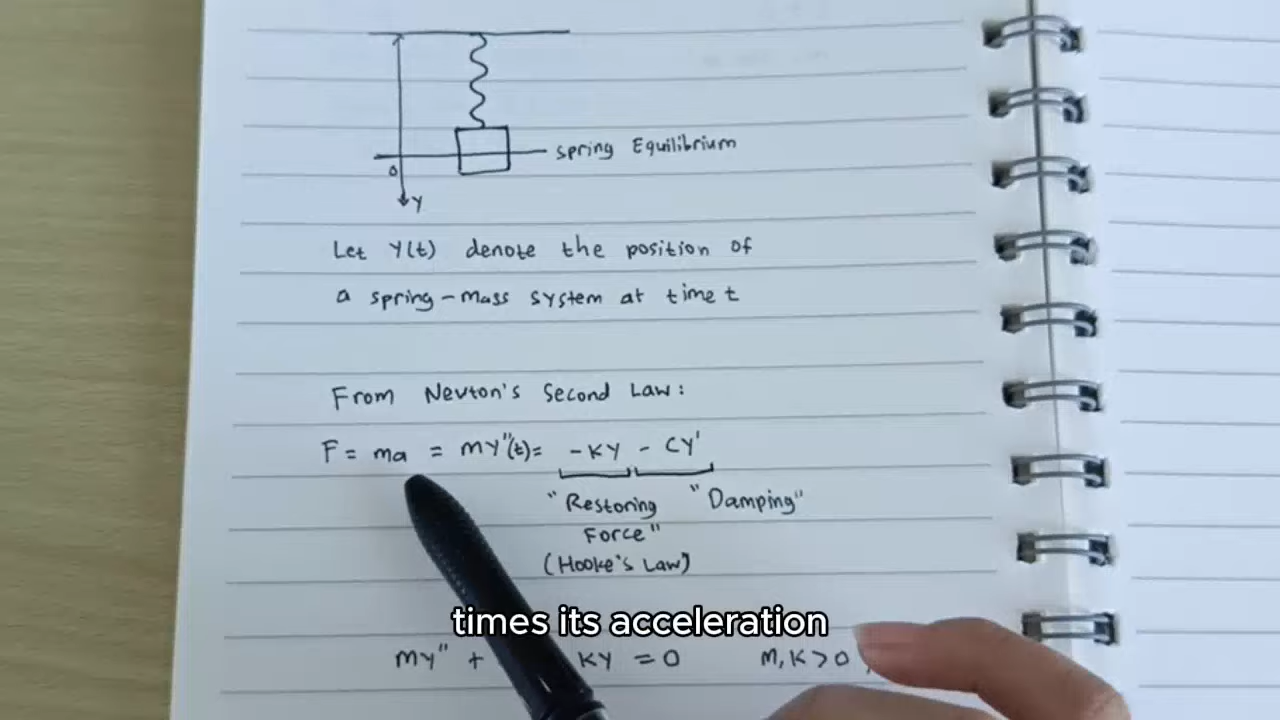 spring Equilibrium
0
Y
Let Y(t) denote the position of
a spring-mass system at time t
From Newton's Second Law:
F = ma = my"(t) = -ky - cy'
"Restoring "Damping"
Force"
(Hooke's Law)
times its acceleration
my" + ky = 0 m, k > 0